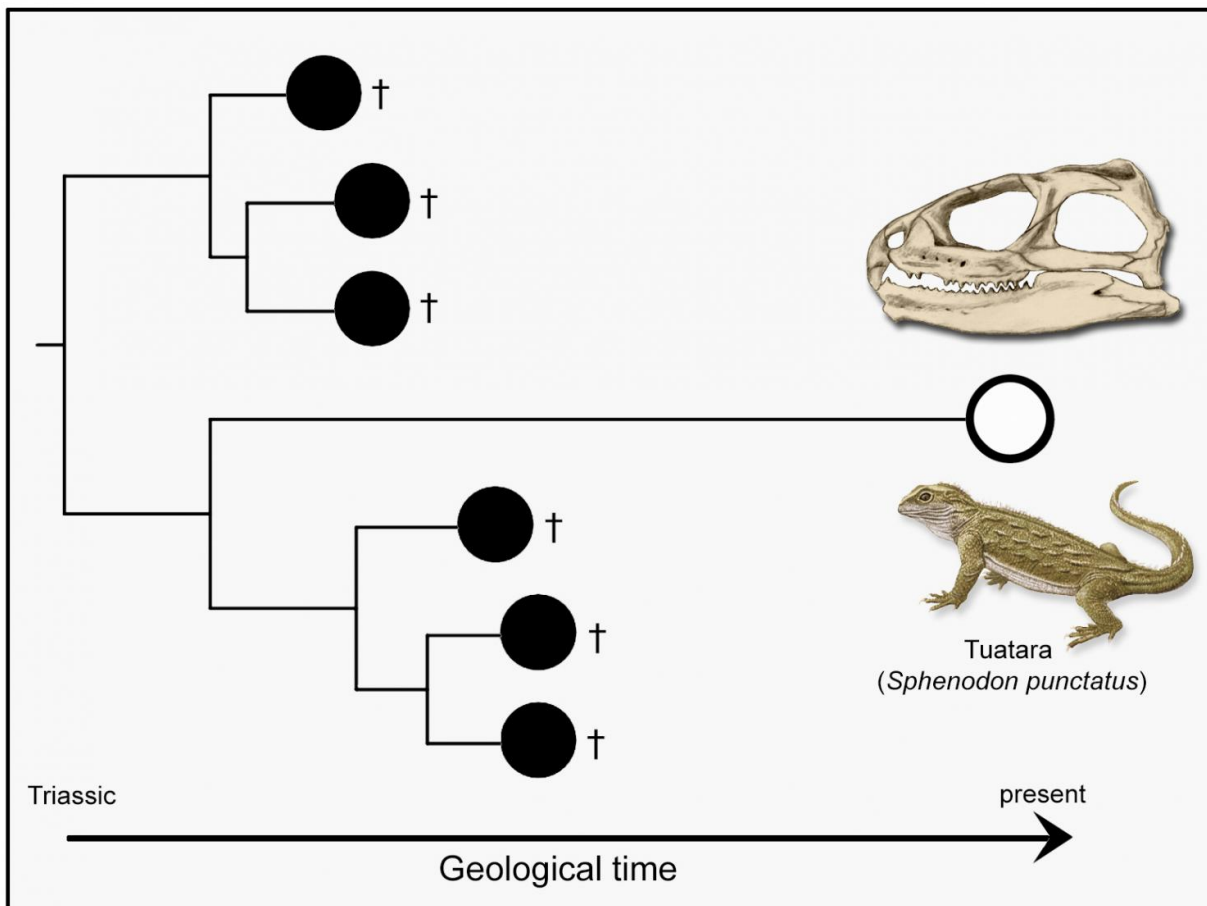 †
†
†
†
†
†
Tuatara
(Sphenodon punctatus)
Triassic
present
Geological time